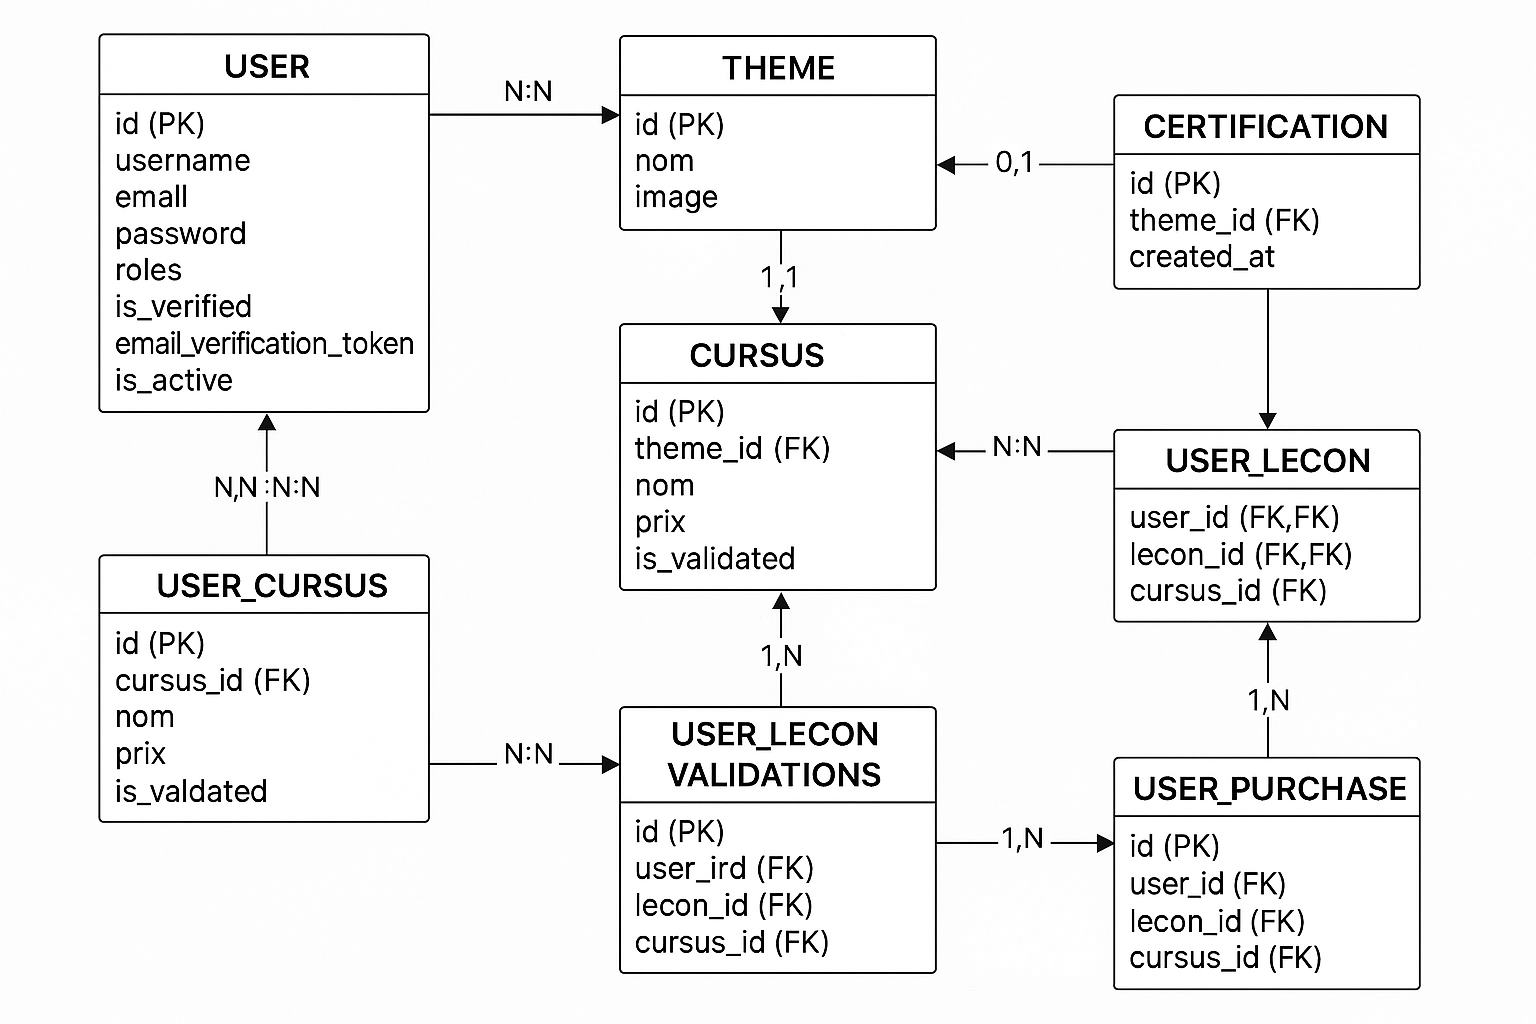 USER
id (PK)
username
emall
password
roles
is_verified
email_verification_token
is_active
N:N
THEME
id (PK)
nom
image
0,1
CERTIFICATION
id (PK)
theme_id (FK)
created_at
1,1
CURSUS
id (PK)
theme_id (FK)
nom
prix
is_validated
N:N
USER_LECON
user_id (FK,FK)
lecon_id (FK,FK)
cursus_id (FK)
N,N :N:N
USER_CURSUS
id (PK)
cursus_id (FK)
nom
prix
is_valdated
N:N
1,N
USER_LECON
VALIDATIONS
id (PK)
user_ird (FK)
lecon_id (FK)
cursus_id (FK)
1,N
1,N
USER_PURCHASE
id (PK)
user_id (FK)
lecon_id (FK)
cursus_id (FK)